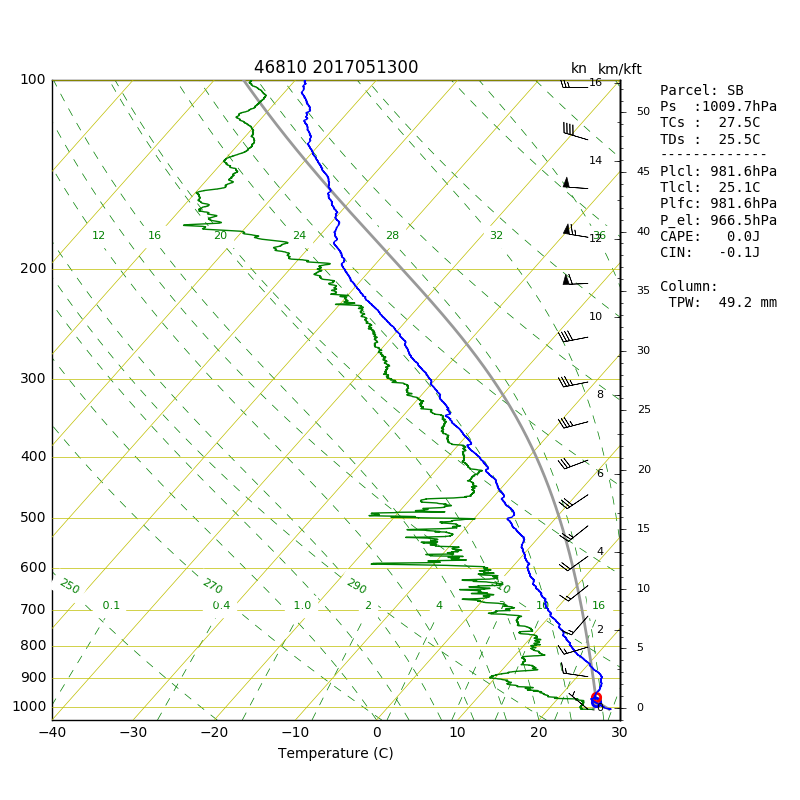 46810 2017051300
kn km/kft
100
200
300
400
500
600
700
800
900
1000
−40 −30 −20 −10 0 10 20 30
Temperature (C)
16
14
12
10
8
6
4
2
0
50
45
40
35
30
25
20
15
10
5
0
12 16 20 24 28 32 36
250 270 290
0.1 0.4 1.0 2 4 7 10 16
Parcel: SB
Ps  :1009.7hPa
TCs :  27.5C
TDs :  25.5C
-------------
Plcl: 981.6hPa
Tlcl:  25.1C
Plfc: 981.6hPa
P_el: 966.5hPa
CAPE:   0.0J
CIN:   -0.1J
Column:
TPW:  49.2 mm